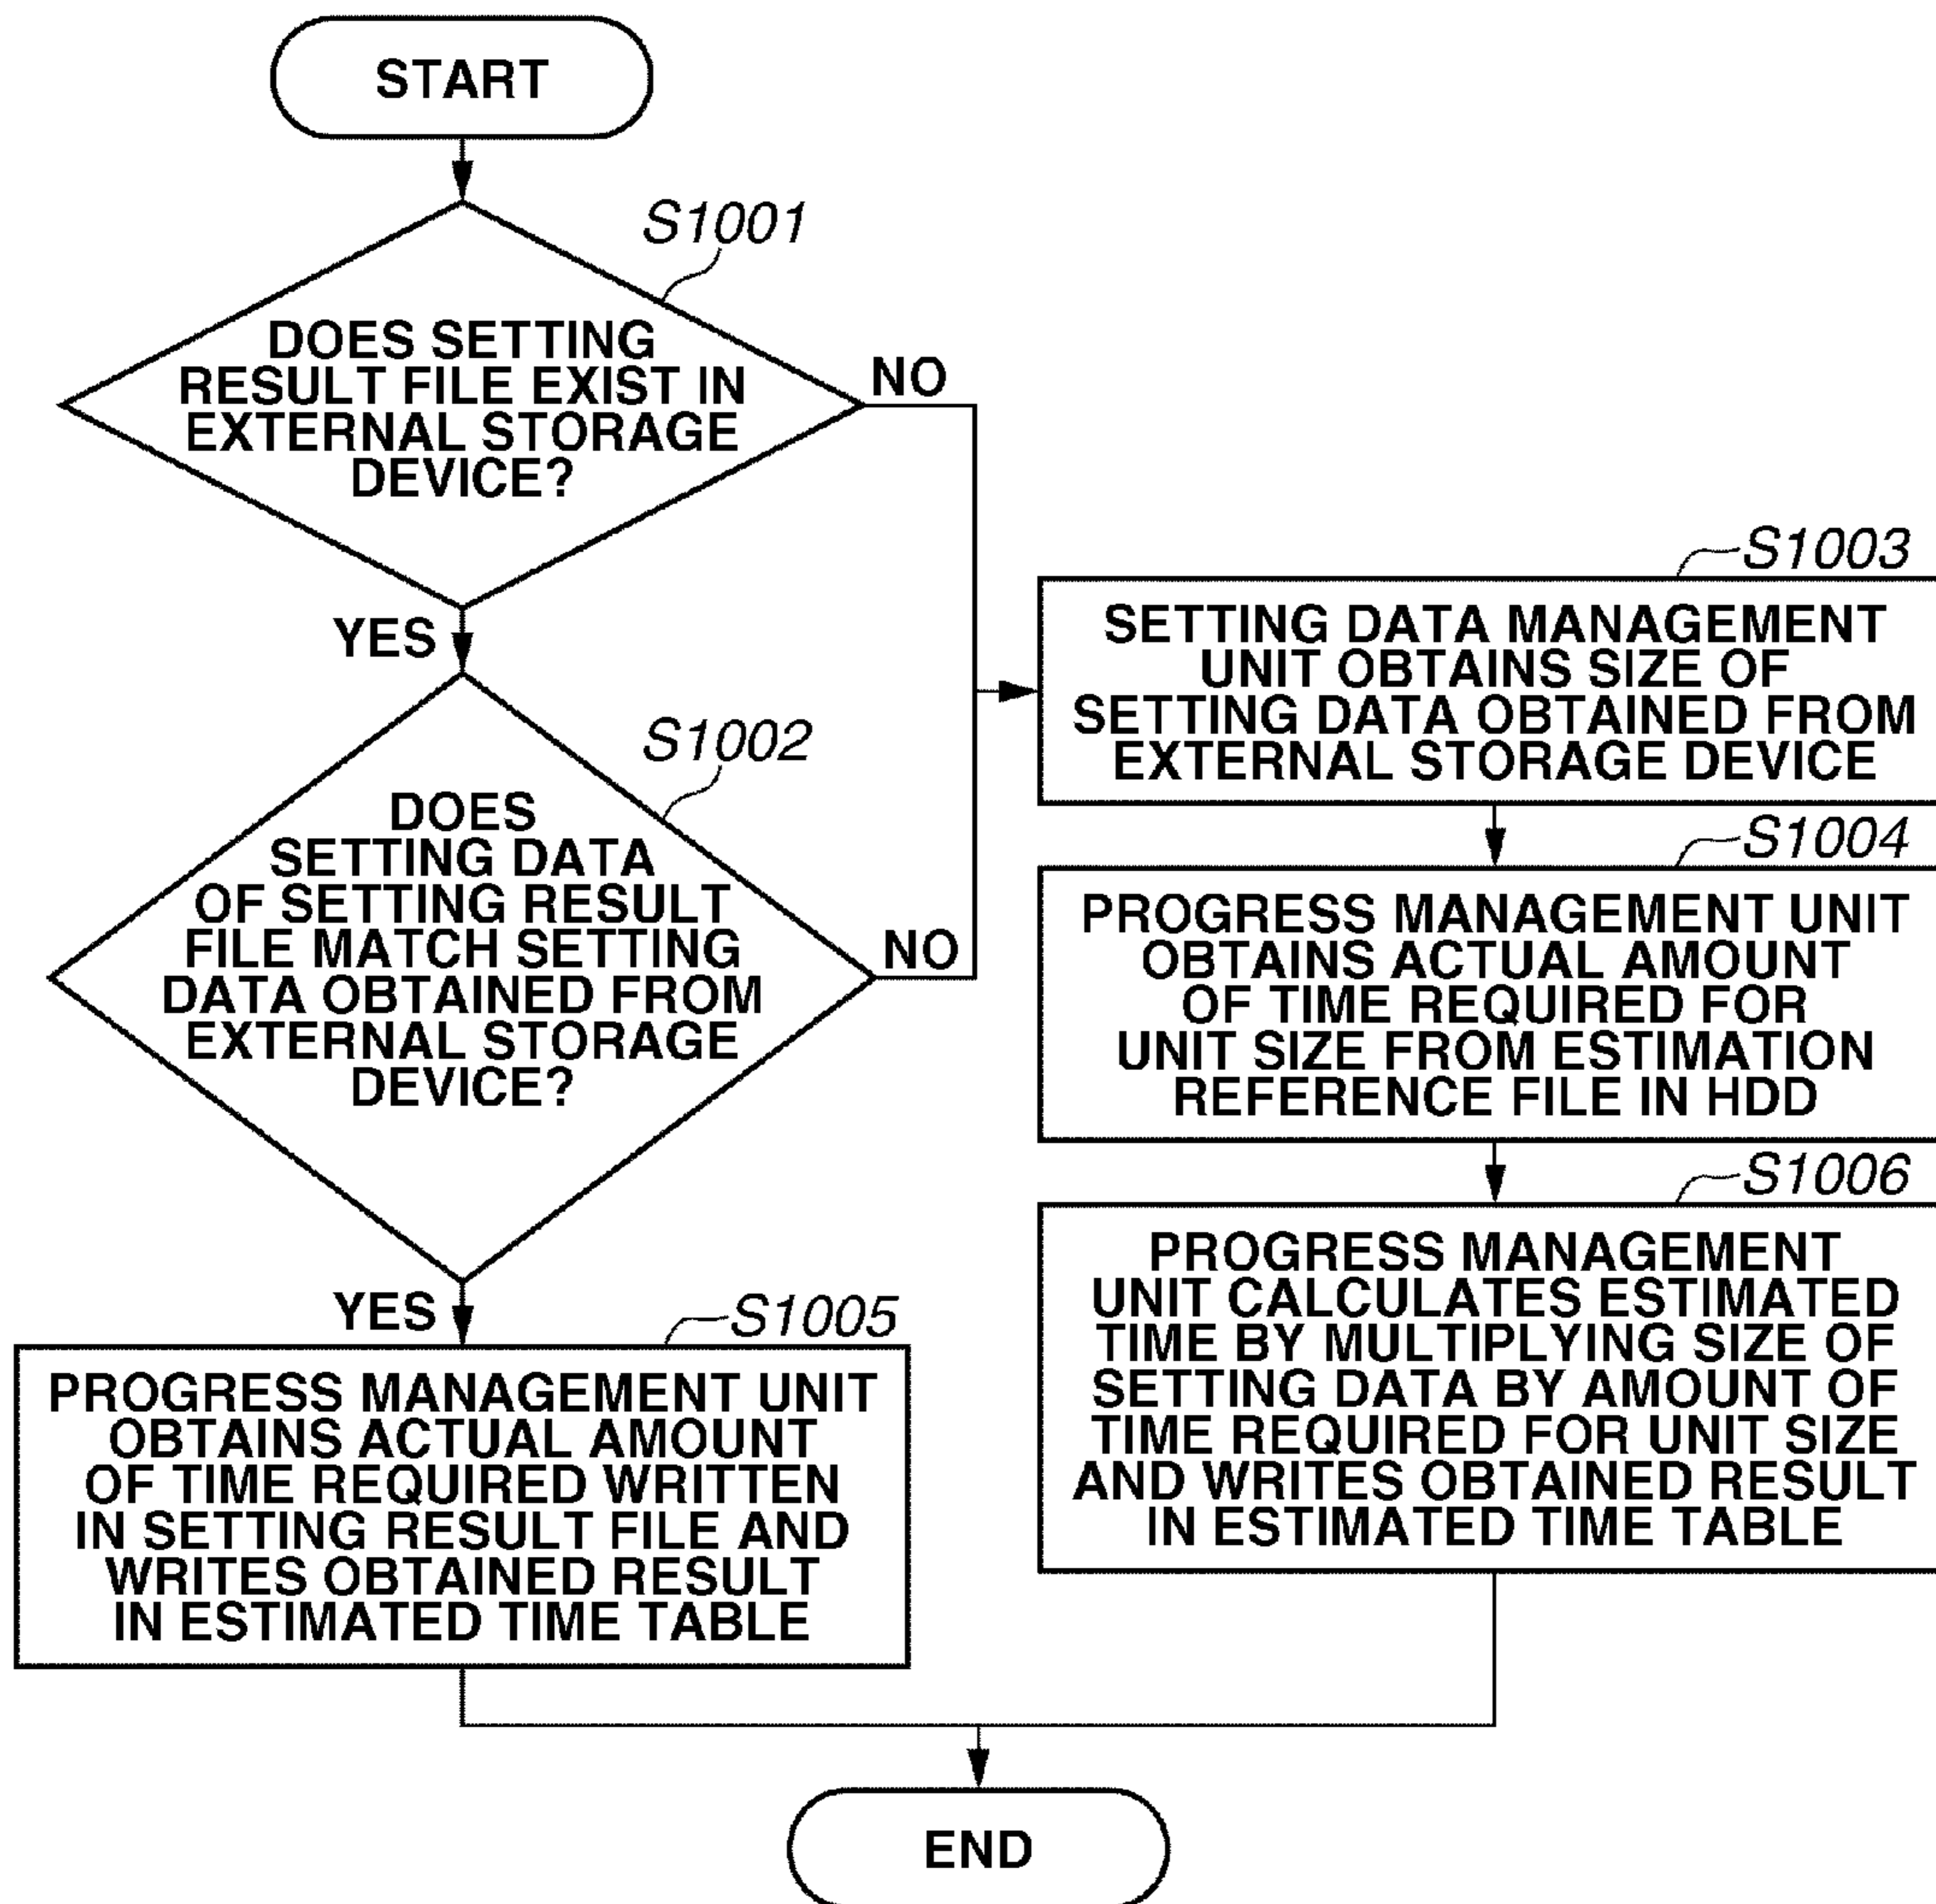 START
S1001
DOES SETTING
RESULT FILE EXIST IN
EXTERNAL STORAGE
DEVICE?
NO
YES
S1002
DOES
SETTING DATA
OF SETTING RESULT
FILE MATCH SETTING
DATA OBTAINED FROM
EXTERNAL STORAGE
DEVICE?
NO
YES
S1003
SETTING DATA MANAGEMENT
UNIT OBTAINS SIZE OF
SETTING DATA OBTAINED FROM
EXTERNAL STORAGE DEVICE
S1004
PROGRESS MANAGEMENT UNIT
OBTAINS ACTUAL AMOUNT
OF TIME REQUIRED FOR
UNIT SIZE FROM ESTIMATION
REFERENCE FILE IN HDD
S1006
PROGRESS MANAGEMENT
UNIT CALCULATES ESTIMATED
TIME BY MULTIPLYING SIZE OF
SETTING DATA BY AMOUNT OF
TIME REQUIRED FOR UNIT SIZE
AND WRITES OBTAINED RESULT
IN ESTIMATED TIME TABLE
S1005
PROGRESS MANAGEMENT UNIT
OBTAINS ACTUAL AMOUNT
OF TIME REQUIRED WRITTEN
IN SETTING RESULT FILE AND
WRITES OBTAINED RESULT
IN ESTIMATED TIME TABLE
END